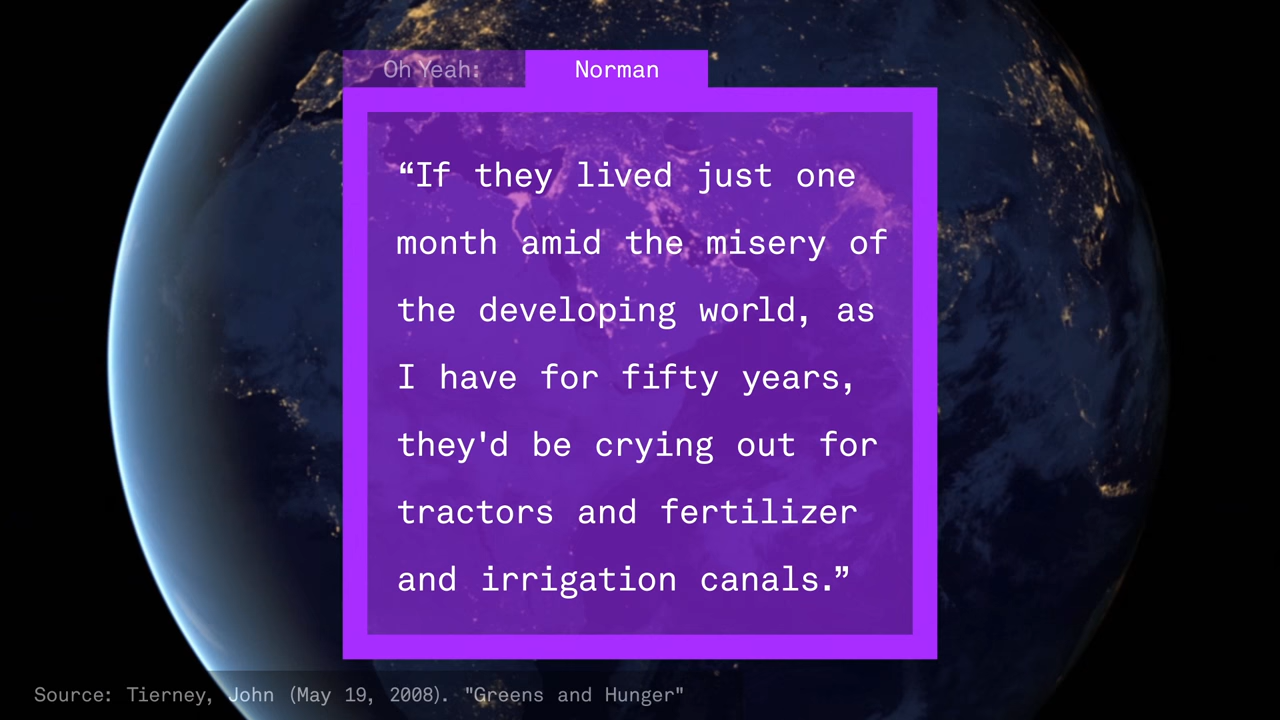 Oh Yeah: Norman
“If they lived just one
month amid the misery of
the developing world, as
I have for fifty years,
they'd be crying out for
tractors and fertilizer
and irrigation canals.”
Source: Tierney, John (May 19, 2008). "Greens and Hunger"